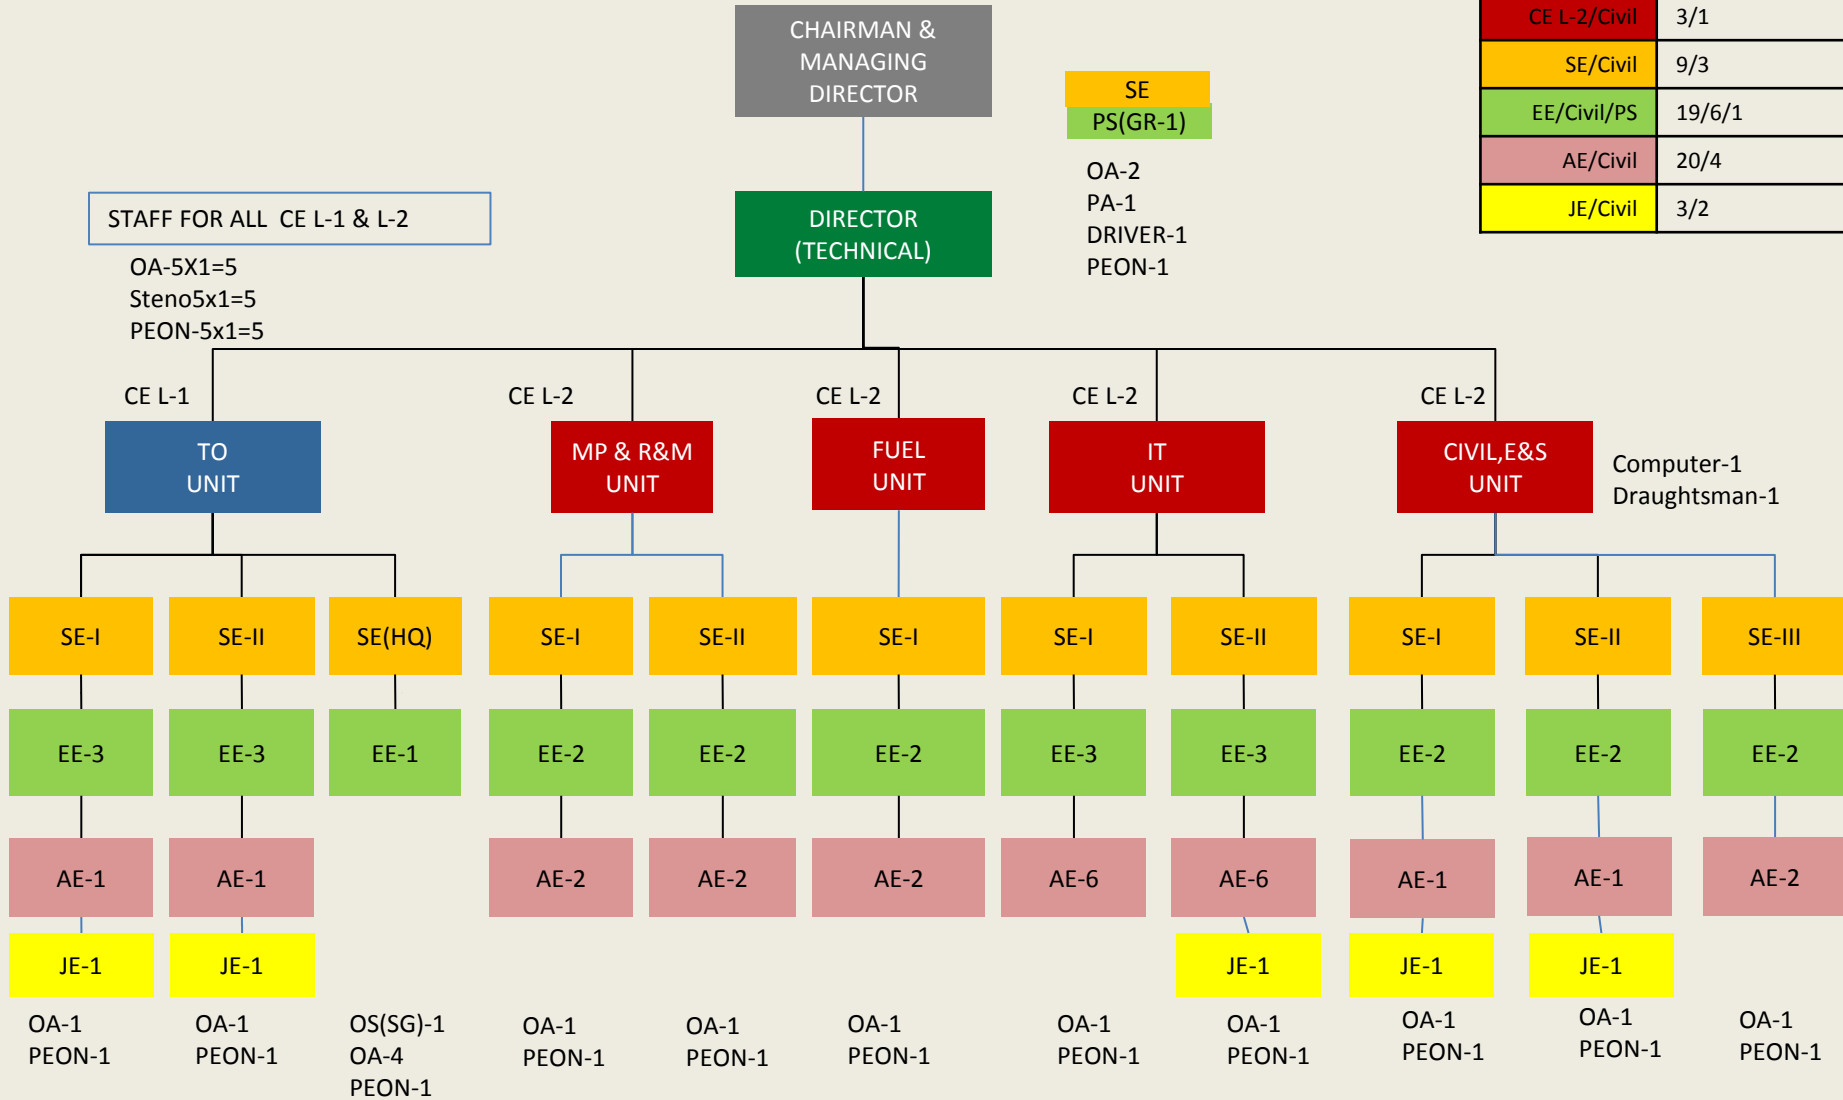 CHAIRMAN &
MANAGING
DIRECTOR
SE
PS(GR-1)
OA-2
PA-1
DRIVER-1
PEON-1
CE L-2/Civil 3/1
SE/Civil 9/3
EE/Civil/PS 19/6/1
AE/Civil 20/4
JE/Civil 3/2
STAFF FOR ALL CE L-1 & L-2
OA-5X1=5
Steno5x1=5
PEON-5x1=5
DIRECTOR
(TECHNICAL)
CE L-1
TO
UNIT
CE L-2
MP & R&M
UNIT
CE L-2
FUEL
UNIT
CE L-2
IT
UNIT
CE L-2
CIVIL,E&S
UNIT
Computer-1
Draughtsman-1
SE-I
SE-II
SE(HQ)
SE-I
SE-II
SE-I
SE-I
SE-II
SE-I
SE-II
SE-III
EE-3
EE-3
EE-1
EE-2
EE-2
EE-2
EE-3
EE-3
EE-2
EE-2
EE-2
AE-1
AE-1
AE-2
AE-2
AE-2
AE-6
AE-6
AE-1
AE-1
AE-2
JE-1
JE-1
JE-1
JE-1
JE-1
OA-1
PEON-1
OA-1
PEON-1
OS(SG)-1
OA-4
PEON-1
OA-1
PEON-1
OA-1
PEON-1
OA-1
PEON-1
OA-1
PEON-1
OA-1
PEON-1
OA-1
PEON-1
OA-1
PEON-1
OA-1
PEON-1